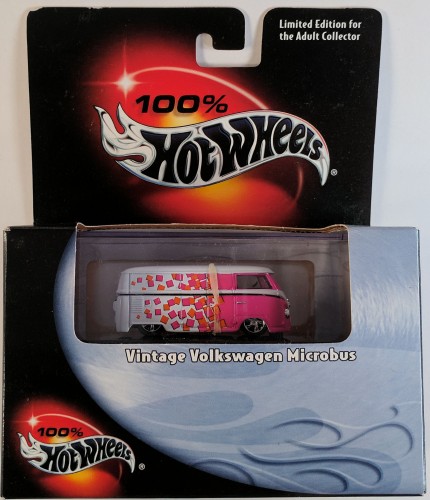 Limited Edition for
the Adult Collector
100%
HOT WHEELS
®
Vintage Volkswagen Microbus
100%
HOT WHEELS
®